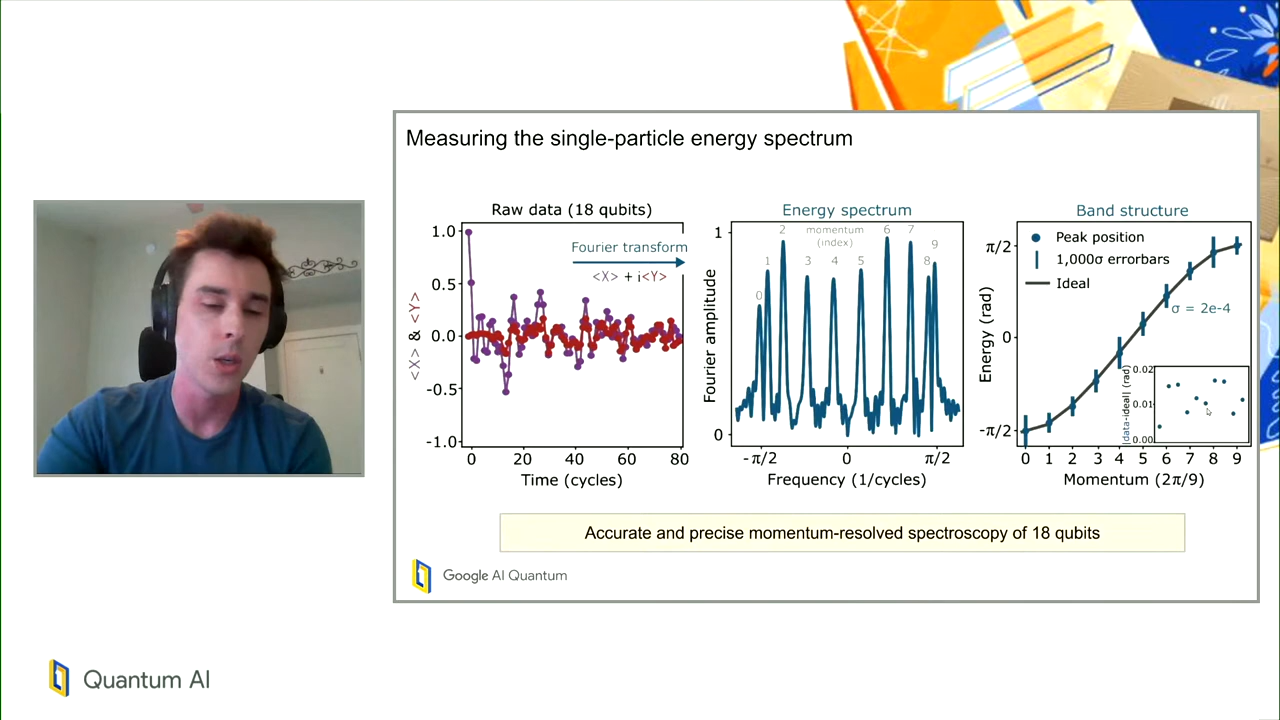 Measuring the single-particle energy spectrum
Raw data (18 qubits)
1.0
0.5
0.0
-0.5
-1.0
<X> & <Y>
Fourier transform
<X> + i<Y>
0 20 40 60 80
Time (cycles)
Energy spectrum
1
0
Fourier amplitude
momentum
(index)
0 1 2 3 4 5 6 7 8 9
-π/2 0 π/2
Frequency (1/cycles)
Band structure
π/2
0
-π/2
Energy (rad)
Peak position
1,000σ errorbars
Ideal
σ = 2e-4
0.02
0.01
0.00
|data-ideal| (rad)
0 1 2 3 4 5 6 7 8 9
Momentum (2π/9)
Accurate and precise momentum-resolved spectroscopy of 18 qubits
Google AI Quantum
Quantum AI